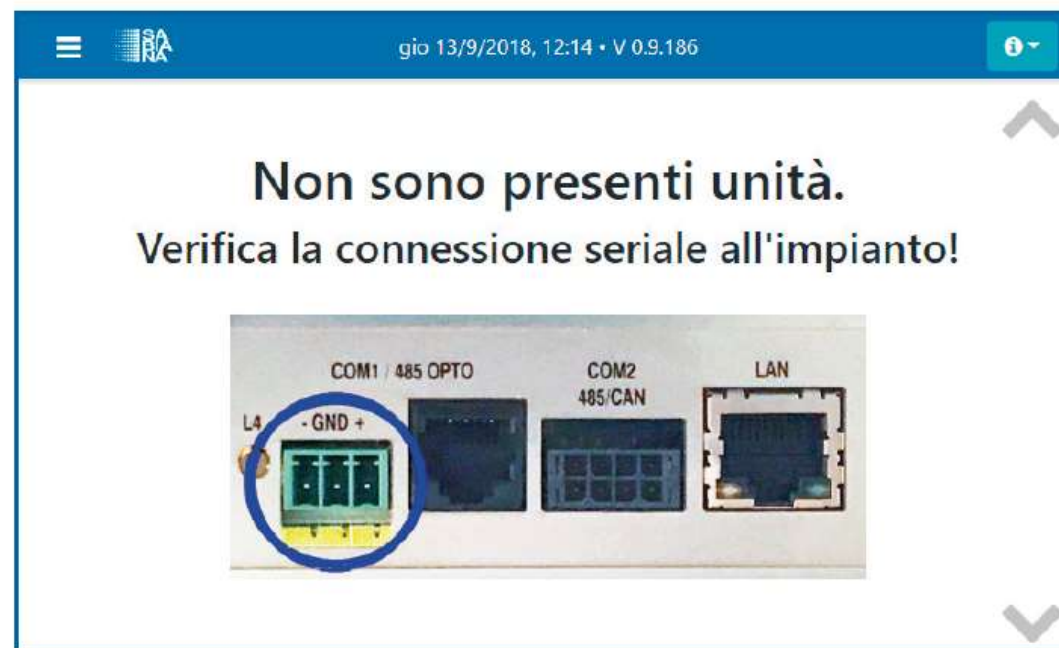 SA
BIA
NA
gio 13/9/2018, 12:14 • V 0.9.186
Non sono presenti unità.
Verifica la connessione seriale all'impianto!
COM1 / 485 OPTO
COM2
LAN
485/CAN
L4
- GND +